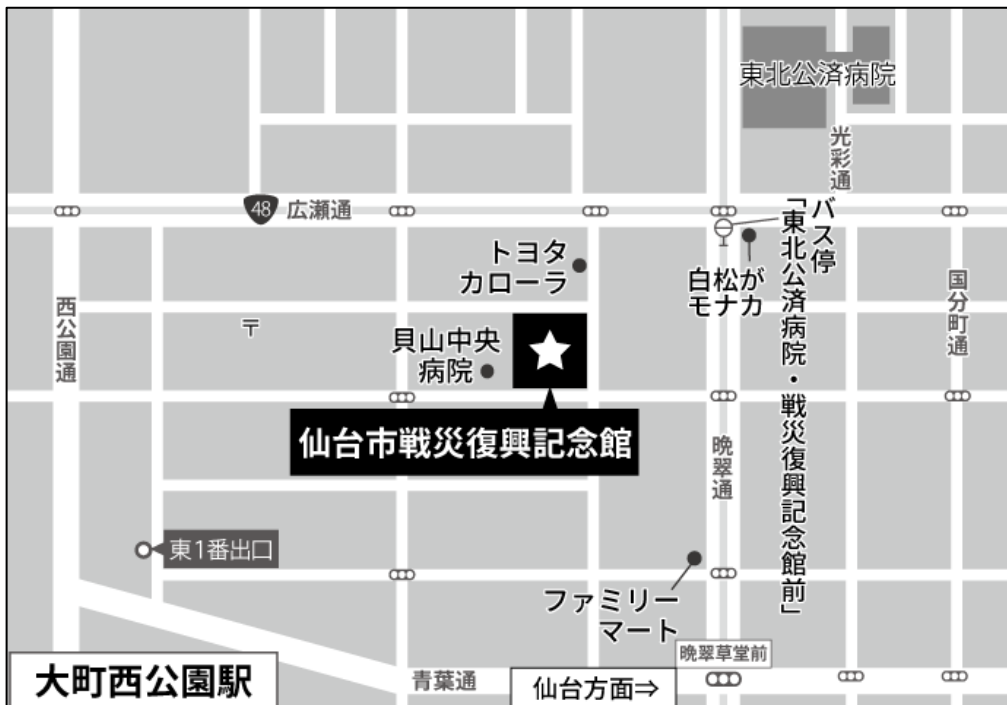 東北公済病院
光彩通
48
広瀬通
バス停
「東北公済病院・戦災復興記念館前」
トヨタ
カローラ
白松が
モナカ
国分町通
西公園通
〒
貝山中央
病院
仙台市戦災復興記念館
晩翠通
東1番出口
ファミリー
マート
晩翠草堂前
大町西公園駅
青葉通
仙台方面⇒